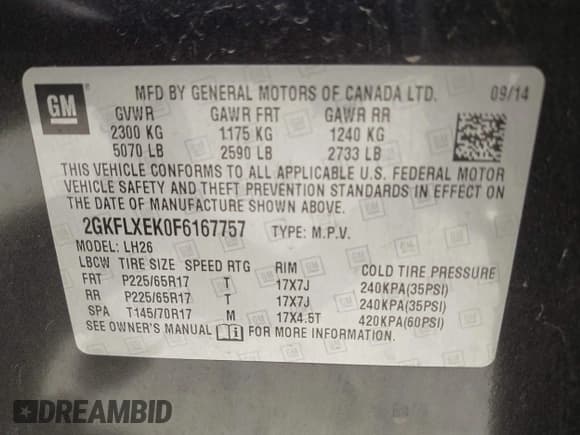 GM
MFD BY GENERAL MOTORS OF CANADA LTD. 09/14
GVWR GAWR FRT GAWR RR
2300 KG 1175 KG 1240 KG
5070 LB 2590 LB 2733 LB
THIS VEHICLE CONFORMS TO ALL APPLICABLE U.S. FEDERAL MOTOR
VEHICLE SAFETY AND THEFT PREVENTION STANDARDS IN EFFECT ON
THE DATE OF MANUFACTURE SHOWN ABOVE.
2GKFLXEK0F6167757 TYPE: M.P.V.
MODEL: LH26
LBCW TIRE SIZE SPEED RTG RIM COLD TIRE PRESSURE
FRT P225/65R17 T 17X7J 240KPA(35PSI)
RR P225/65R17 T 17X7J 240KPA(35PSI)
SPA T145/70R17 M 17X4.5T 420KPA(60PSI)
SEE OWNER'S MANUAL FOR MORE INFORMATION.
DREAMBID